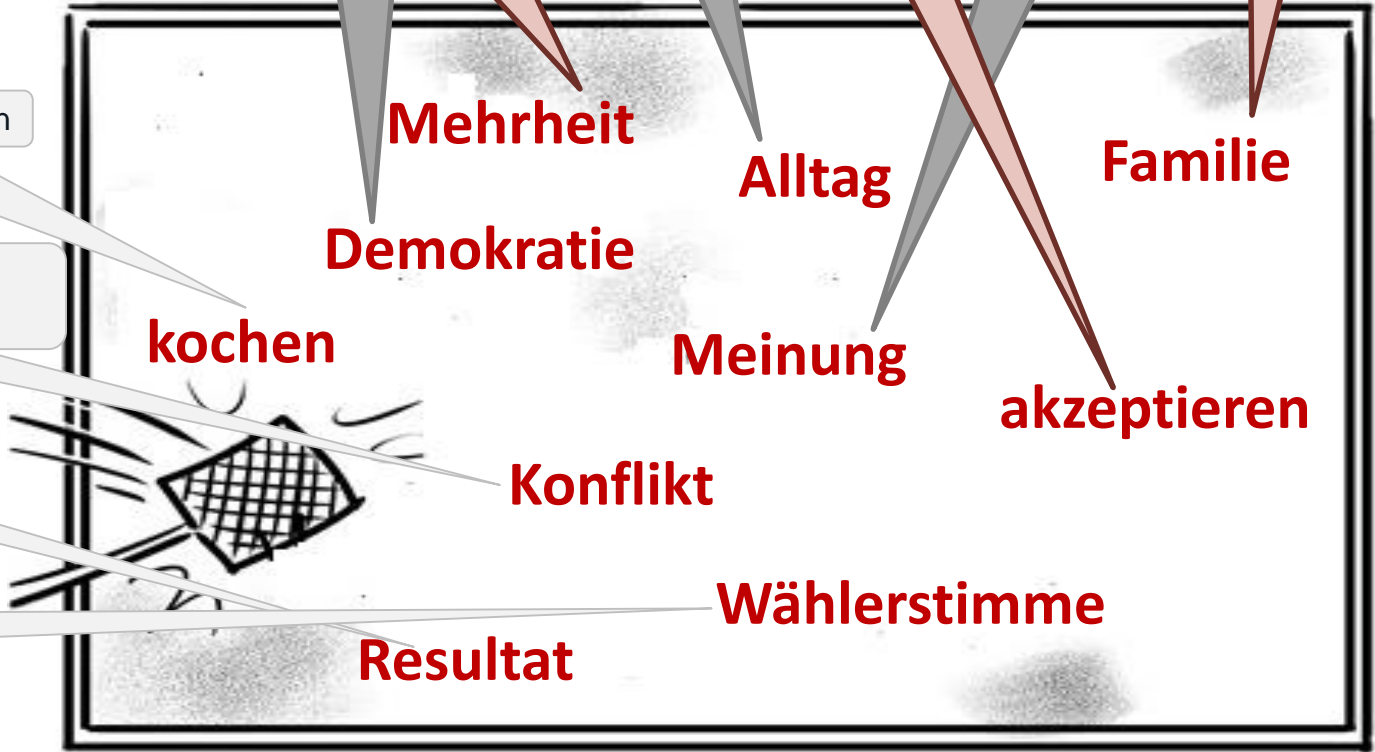 n
Mehrheit
Alltag
Familie
Demokratie
kochen
Meinung
akzeptieren
Konflikt
Wählerstimme
Resultat